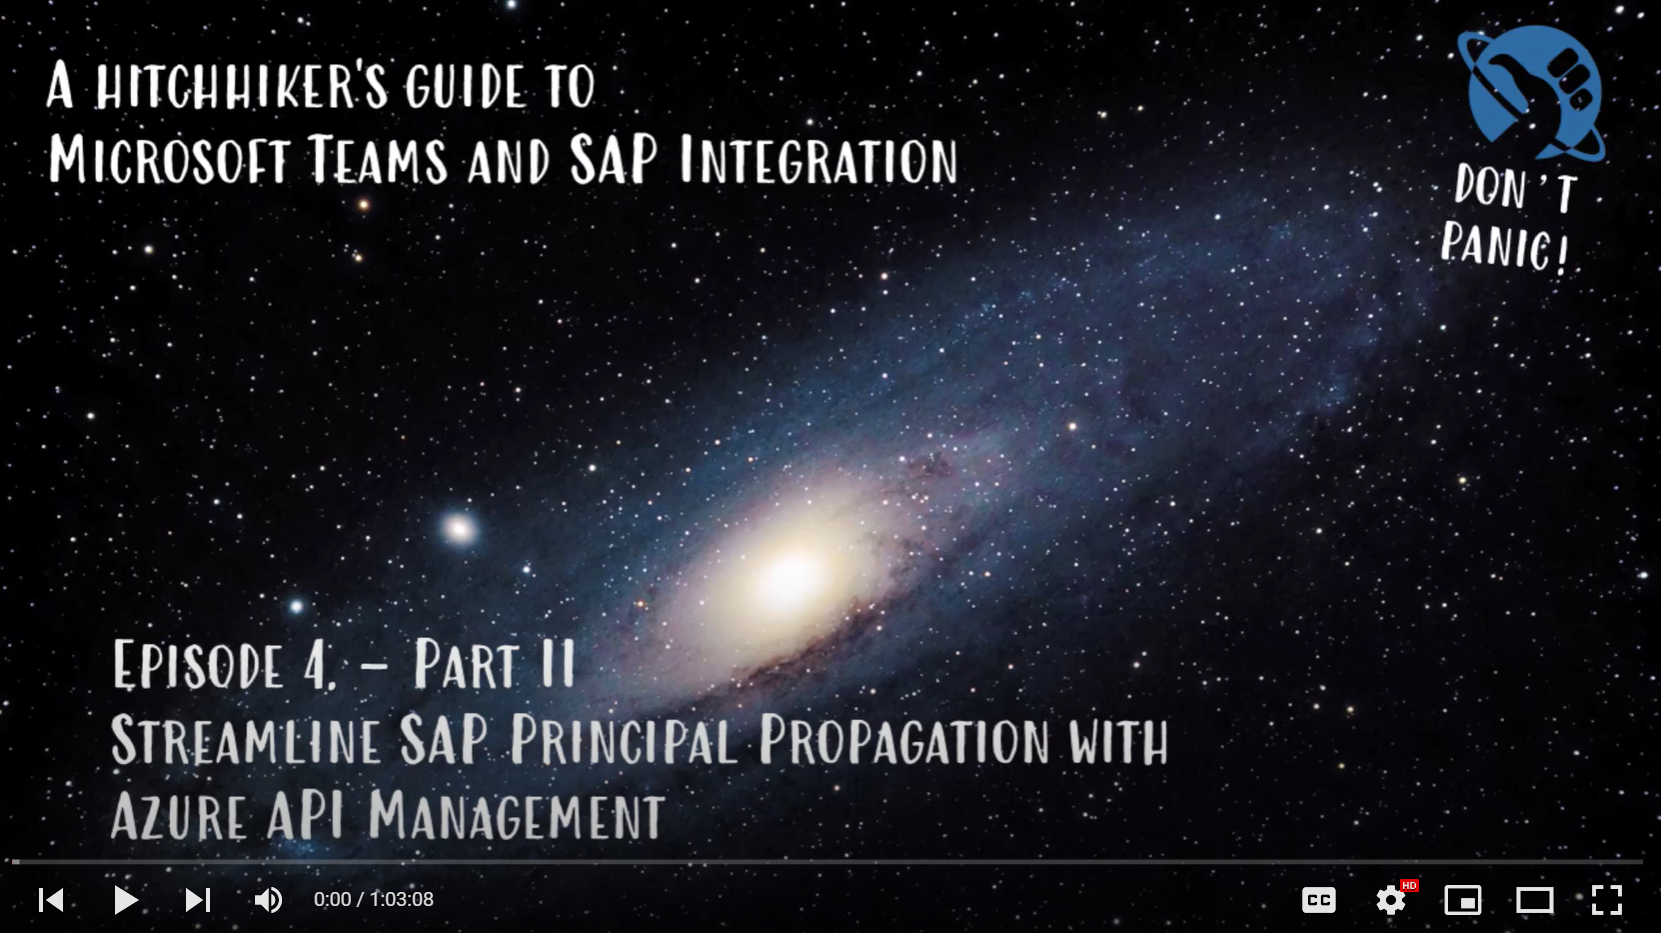 A HITCHHIKER'S GUIDE TO
MICROSOFT TEAMS AND SAP INTEGRATION
DON'T
PANIC!
EPISODE 4. - PART II
STREAMLINE SAP PRINCIPAL PROPAGATION WITH
AZURE API MANAGEMENT
0:00 / 1:03:08
CC
HD